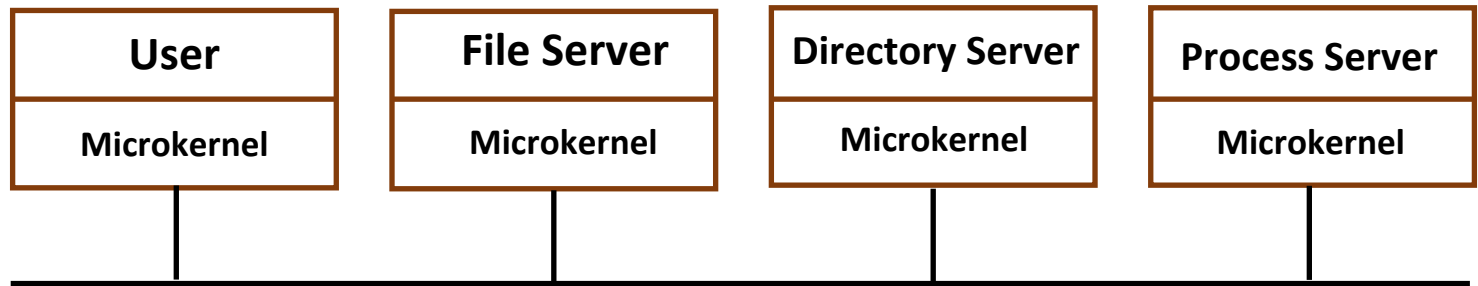 User
File Server
Directory Server
Process Server
Microkernel
Microkernel
Microkernel
Microkernel